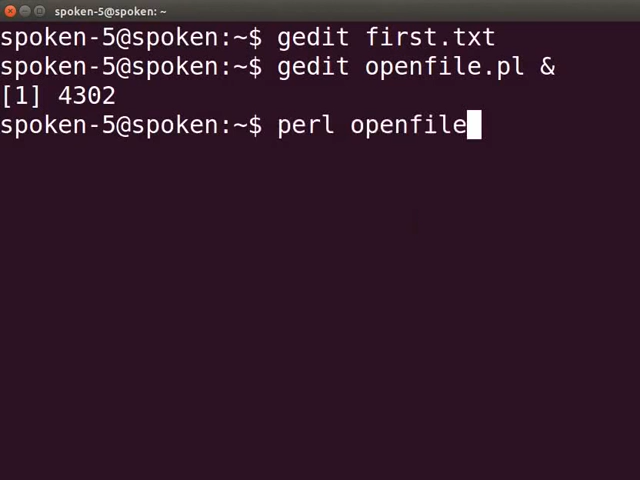 spoken-5@spoken: ~
spoken-5@spoken:~$ gedit first.txt
spoken-5@spoken:~$ gedit openfile.pl &
[1] 4302
spoken-5@spoken:~$ perl openfile